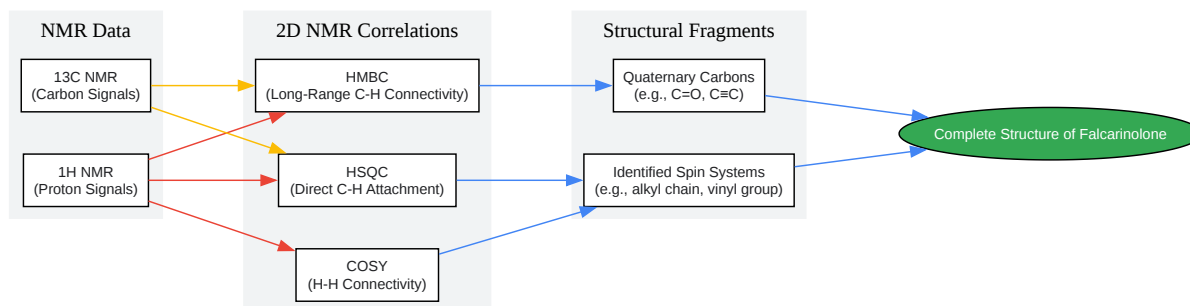 NMR Data
13C NMR
(Carbon Signals)
1H NMR
(Proton Signals)
2D NMR Correlations
HMBC
(Long-Range C-H Connectivity)
HSQC
(Direct C-H Attachment)
COSY
(H-H Connectivity)
Structural Fragments
Quaternary Carbons
(e.g., C=O, C≡C)
Identified Spin Systems
(e.g., alkyl chain, vinyl group)
Complete Structure of Falcarinolone